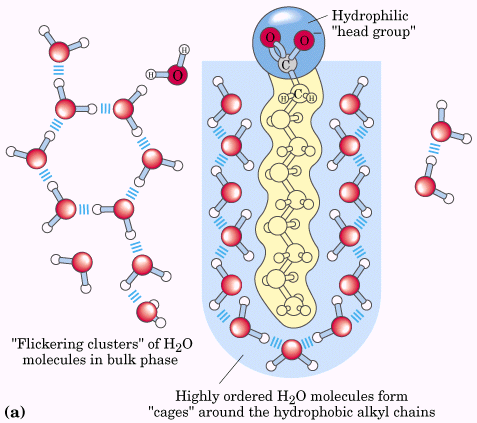 Hydrophilic
"head group"
H
H
O
O
O
C
C
H
H
"Flickering clusters" of H2O
molecules in bulk phase
Highly ordered H2O molecules form
"cages" around the hydrophobic alkyl chains
(a)